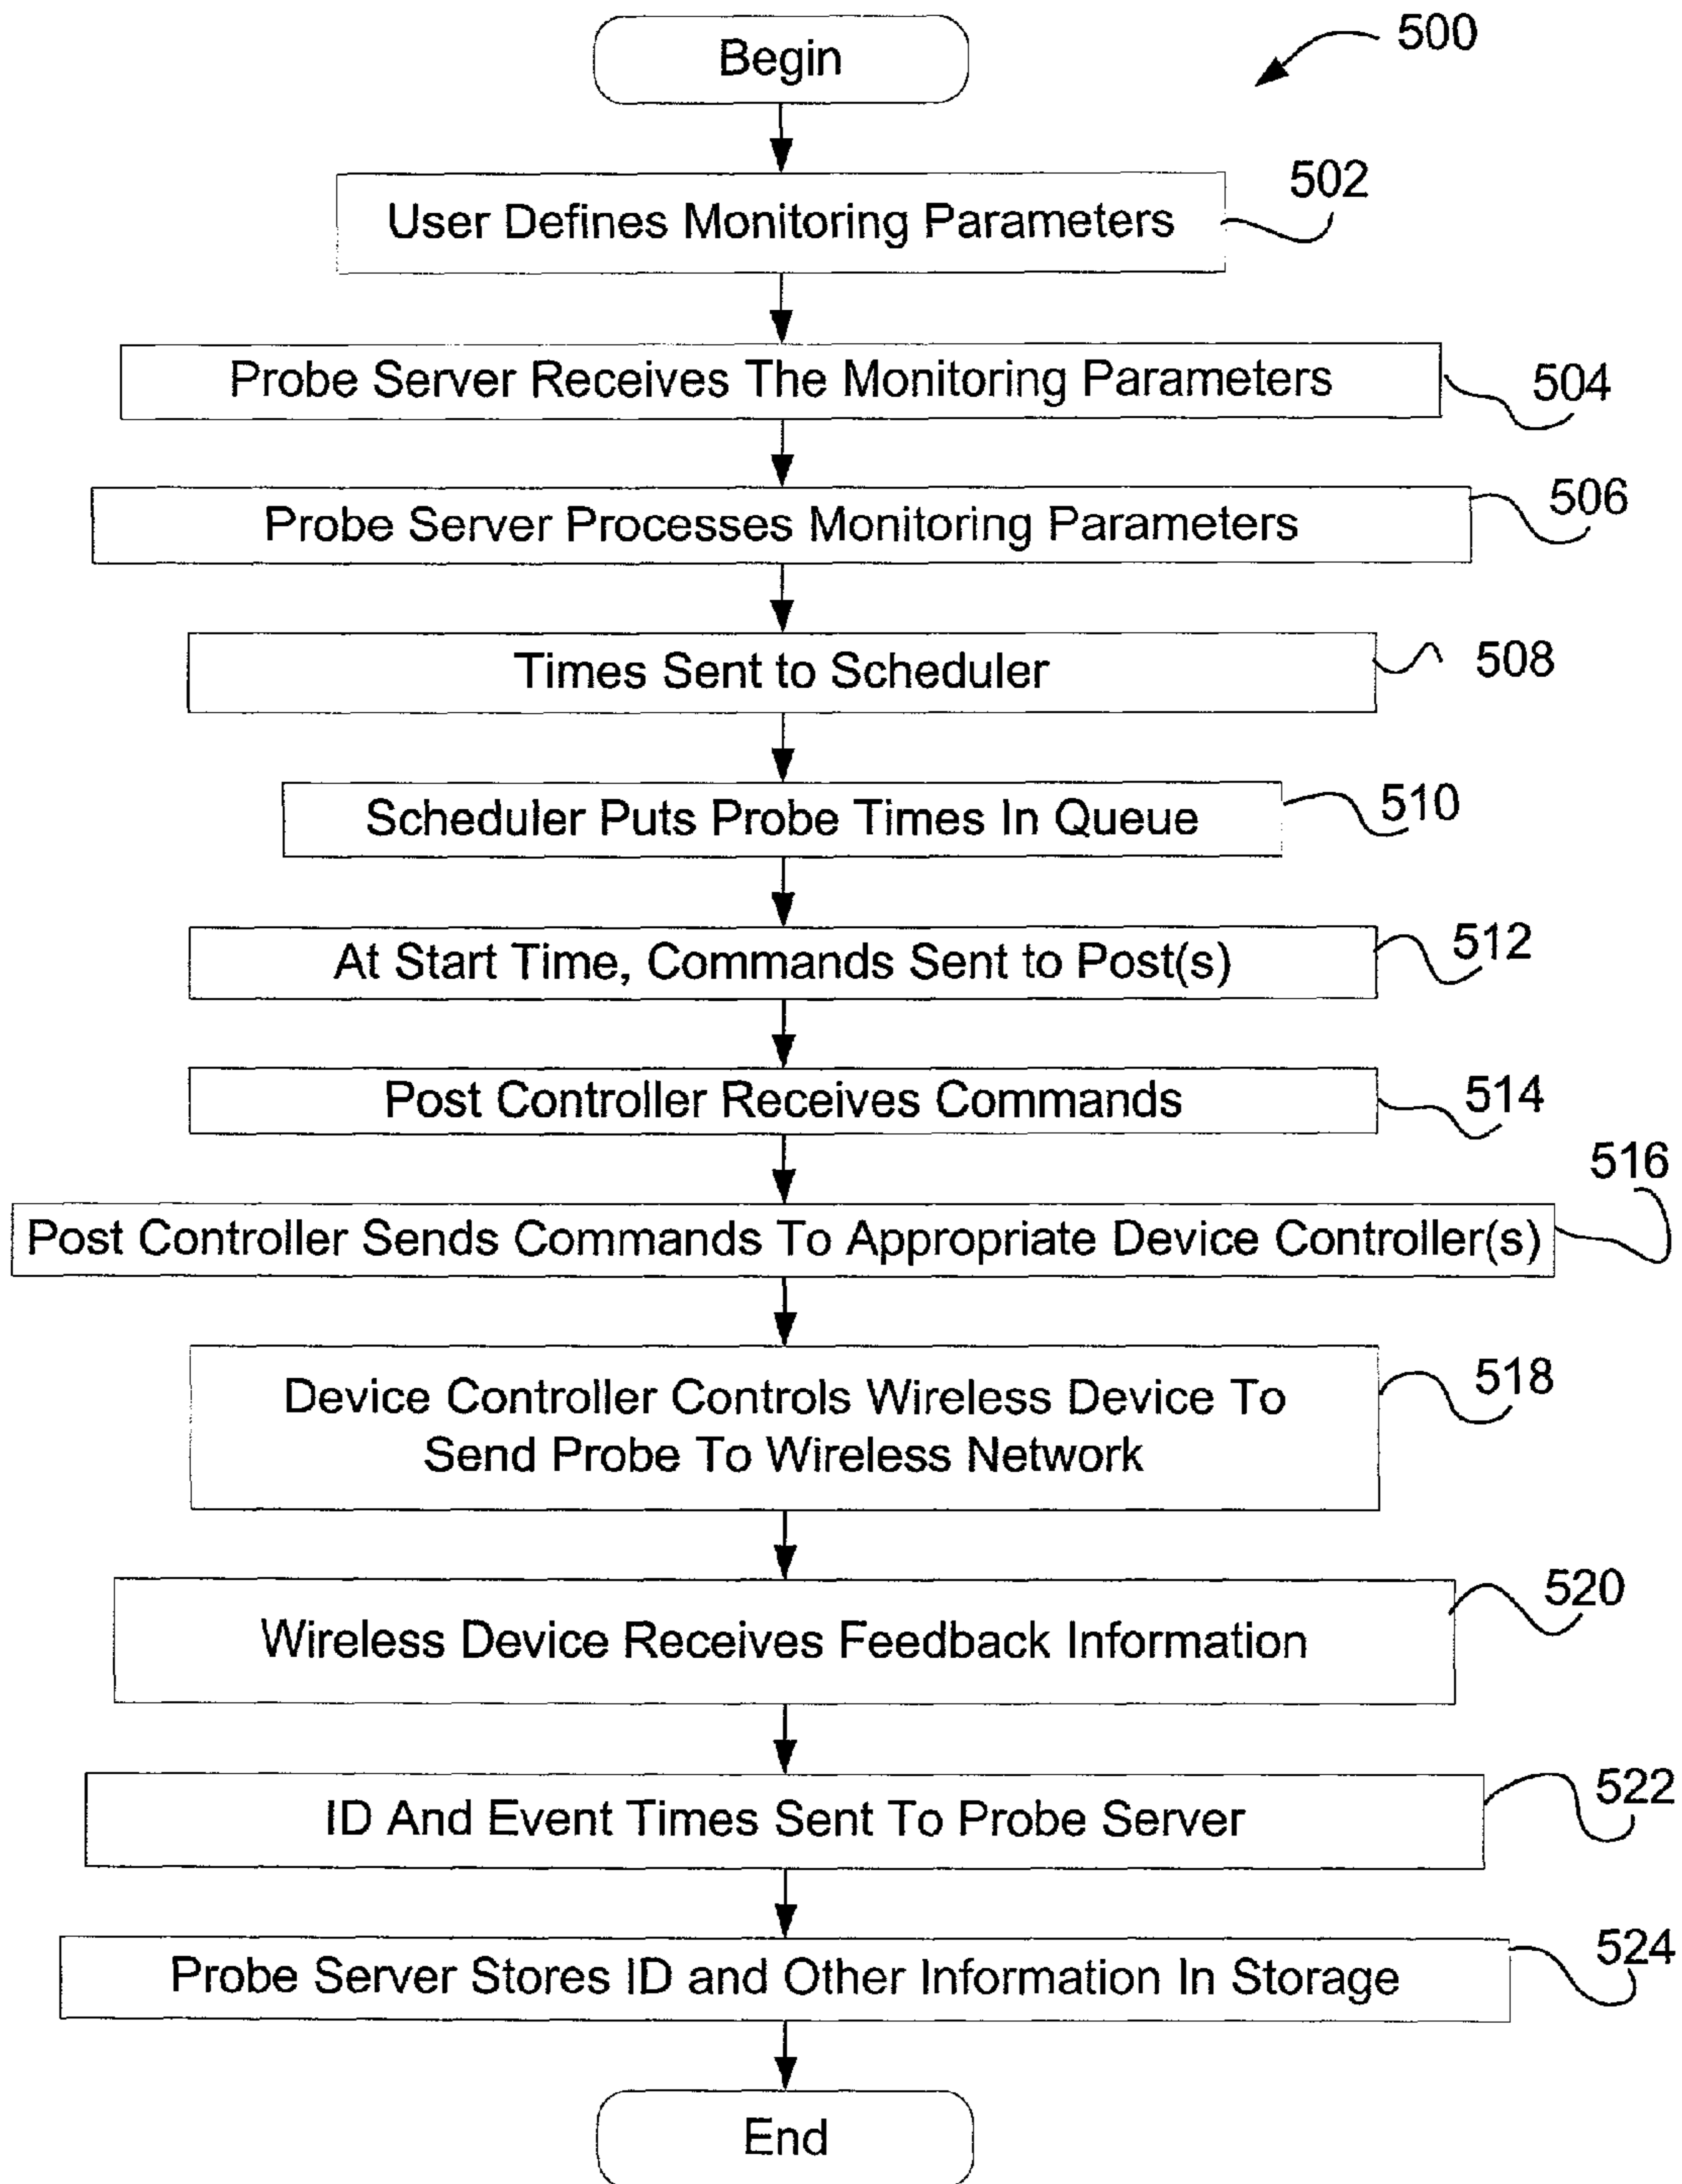 Begin
500
User Defines Monitoring Parameters
502
Probe Server Receives The Monitoring Parameters
504
Probe Server Processes Monitoring Parameters
506
Times Sent to Scheduler
508
Scheduler Puts Probe Times In Queue
510
At Start Time, Commands Sent to Post(s)
512
Post Controller Receives Commands
514
Post Controller Sends Commands To Appropriate Device Controller(s)
516
Device Controller Controls Wireless Device To
Send Probe To Wireless Network
518
Wireless Device Receives Feedback Information
520
ID And Event Times Sent To Probe Server
522
Probe Server Stores ID and Other Information In Storage
524
End